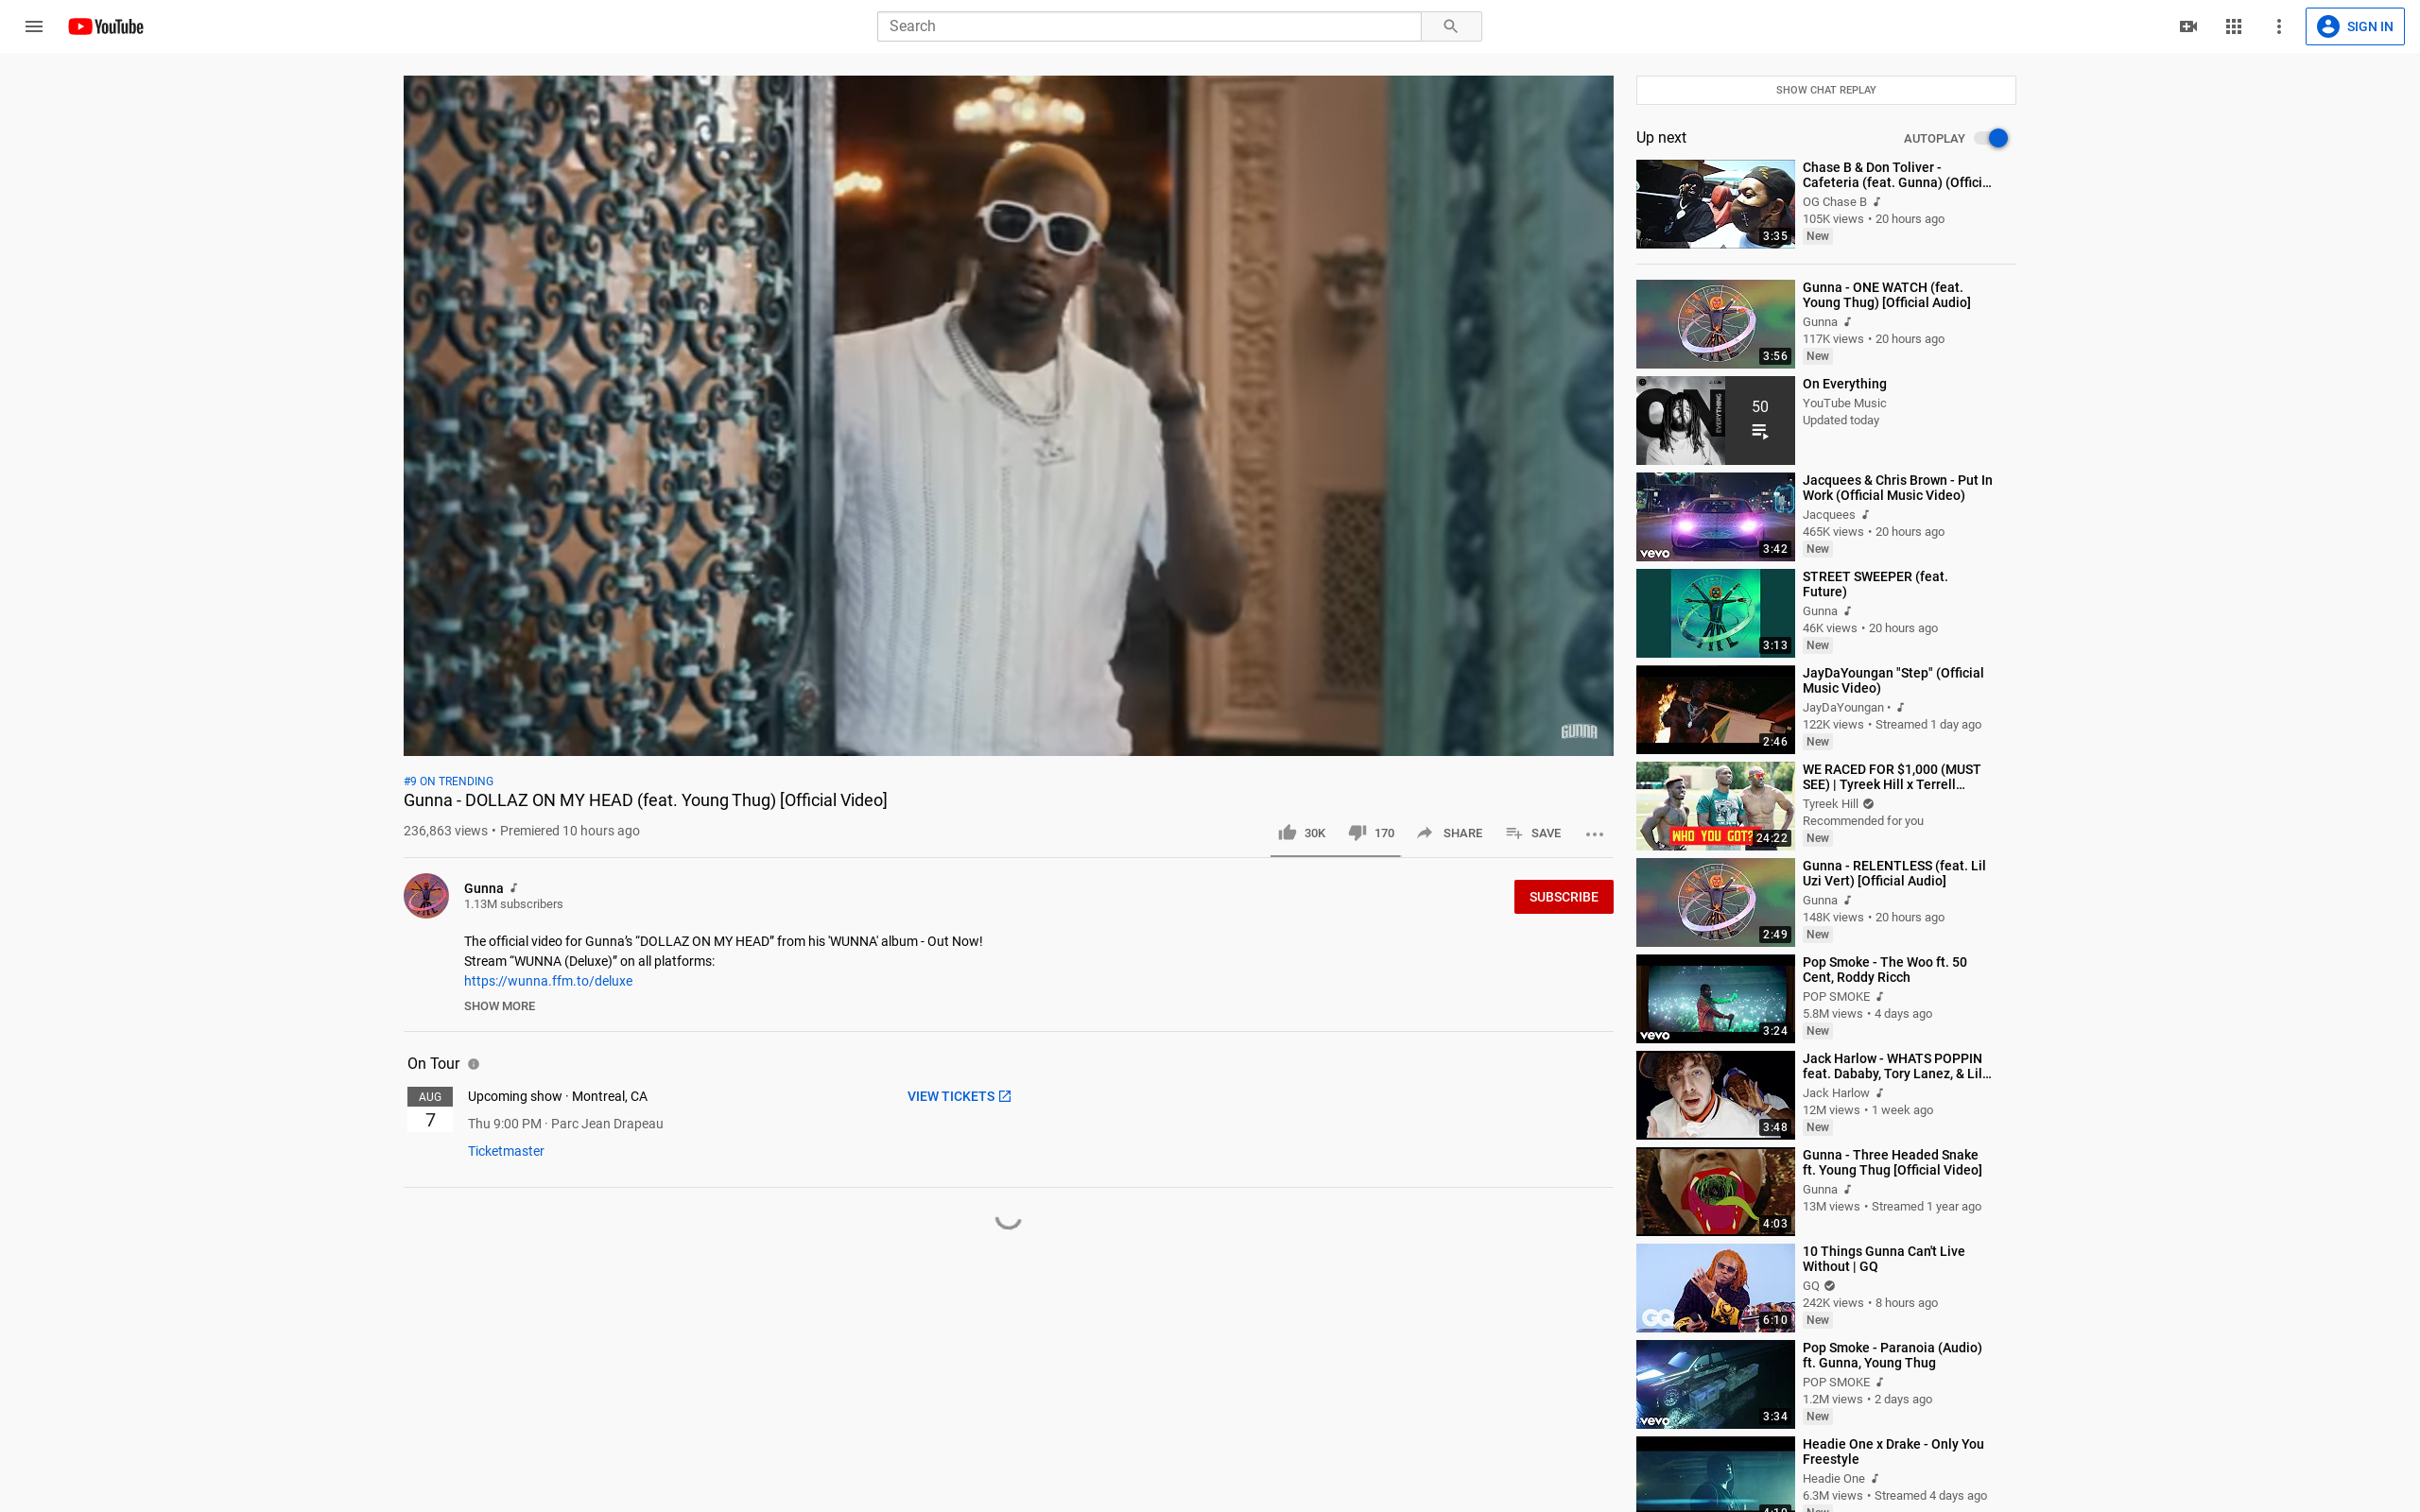 YouTube
Search
SIGN IN
GUNNA
#9 ON TRENDING
Gunna - DOLLAZ ON MY HEAD (feat. Young Thug) [Official Video]
236,863 views • Premiered 10 hours ago
30K
170
SHARE
SAVE
Gunna
1.13M subscribers
SUBSCRIBE
The official video for Gunna's “DOLLAZ ON MY HEAD” from his 'WUNNA' album - Out Now!
Stream “WUNNA (Deluxe)” on all platforms:
https://wunna.ffm.to/deluxe
SHOW MORE
On Tour
AUG
7
Upcoming show · Montreal, CA
VIEW TICKETS
Thu 9:00 PM · Parc Jean Drapeau
Ticketmaster
SHOW CHAT REPLAY
Up next
AUTOPLAY
3:35
Chase B & Don Toliver -
Cafeteria (feat. Gunna) (Offici...
OG Chase B
105K views • 20 hours ago
New
3:56
Gunna - ONE WATCH (feat.
Young Thug) [Official Audio]
Gunna
117K views • 20 hours ago
New
ON
EVERYTHING
50
On Everything
YouTube Music
Updated today
vevo
3:42
Jacquees & Chris Brown - Put In
Work (Official Music Video)
Jacquees
465K views • 20 hours ago
New
3:13
STREET SWEEPER (feat.
Future)
Gunna
46K views • 20 hours ago
New
2:46
JayDaYoungan "Step" (Official
Music Video)
JayDaYoungan •
122K views • Streamed 1 day ago
New
WHO YOU GOT?
24:22
WE RACED FOR $1,000 (MUST
SEE) | Tyreek Hill x Terrell...
Tyreek Hill
Recommended for you
New
2:49
Gunna - RELENTLESS (feat. Lil
Uzi Vert) [Official Audio]
Gunna
148K views • 20 hours ago
New
vevo
3:24
Pop Smoke - The Woo ft. 50
Cent, Roddy Ricch
POP SMOKE
5.8M views • 4 days ago
New
3:48
Jack Harlow - WHATS POPPIN
feat. Dababy, Tory Lanez, & Lil...
Jack Harlow
12M views • 1 week ago
New
4:03
Gunna - Three Headed Snake
ft. Young Thug [Official Video]
Gunna
13M views • Streamed 1 year ago
GQ
6:10
10 Things Gunna Can't Live
Without | GQ
GQ
242K views • 8 hours ago
New
vevo
3:34
Pop Smoke - Paranoia (Audio)
ft. Gunna, Young Thug
POP SMOKE
1.2M views • 2 days ago
New
Headie One x Drake - Only You
Freestyle
Headie One
6.3M views • Streamed 4 days ago